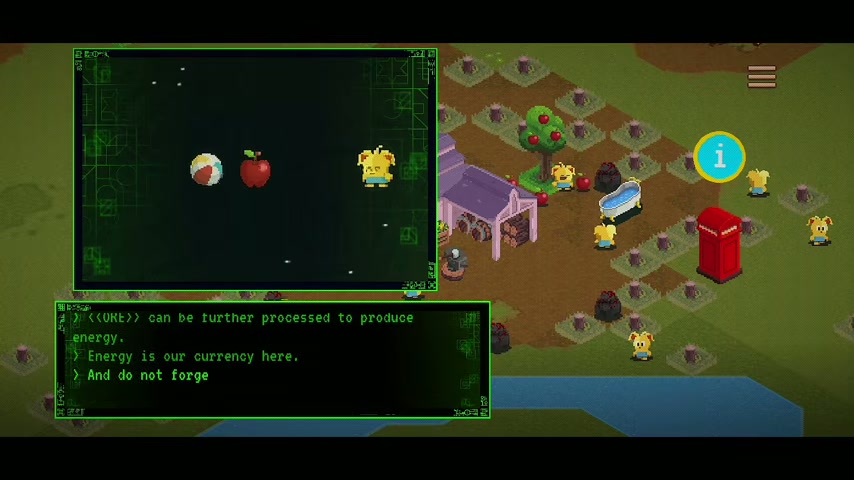 i
> <<ORE>> can be further processed to produce
energy.
> Energy is our currency here.
> And do not forge